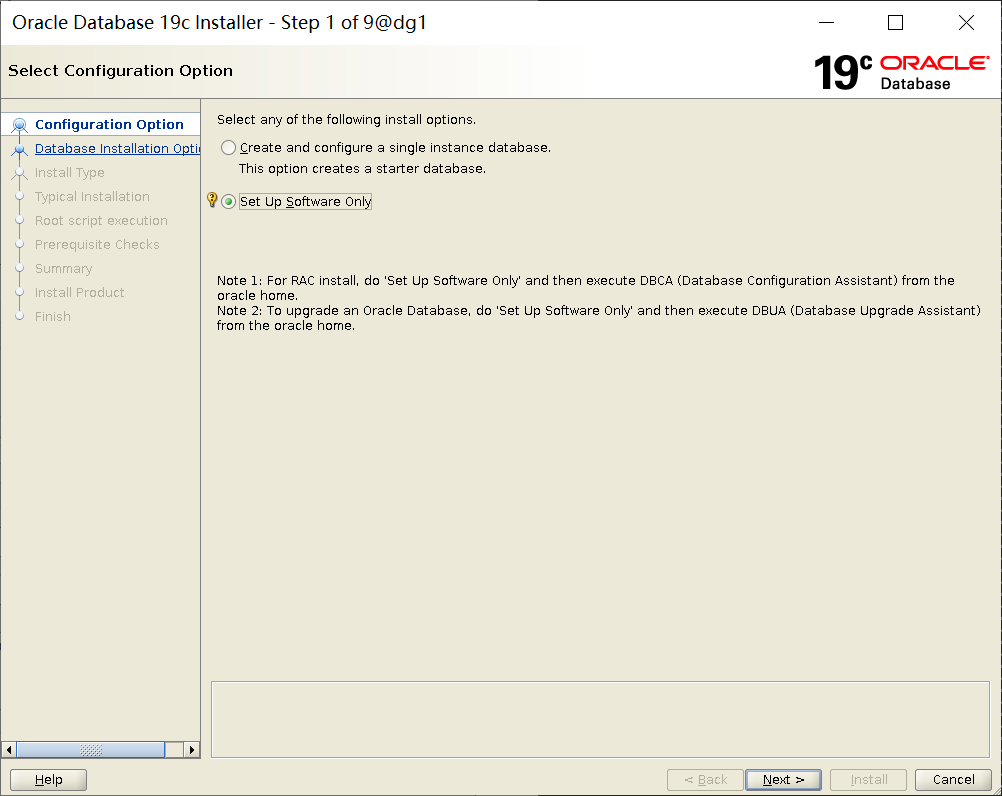 Oracle Database 19c Installer - Step 1 of 9@dg1
Select Configuration Option
19c ORACLE
Database
Configuration Option
Database Installation Opti
Install Type
Typical Installation
Root script execution
Prerequisite Checks
Summary
Install Product
Finish
Select any of the following install options.
Create and configure a single instance database.
This option creates a starter database.
Set Up Software Only
Note 1: For RAC install, do 'Set Up Software Only' and then execute DBCA (Database Configuration Assistant) from the
oracle home.
Note 2: To upgrade an Oracle Database, do 'Set Up Software Only' and then execute DBUA (Database Upgrade Assistant)
from the oracle home.
Help
< Back
Next >
Install
Cancel